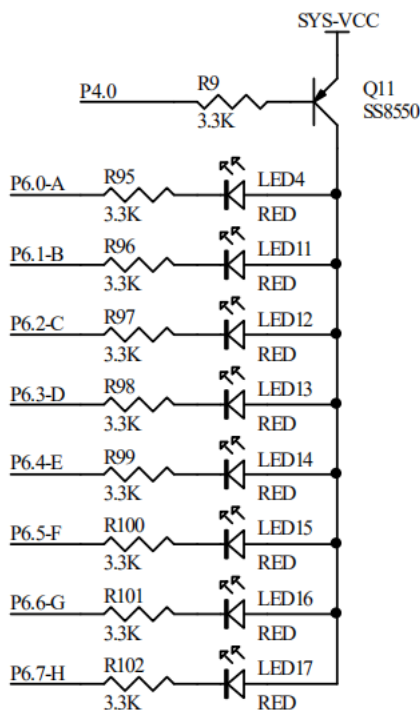 SYS-VCC
P4.0
R9
3.3K
Q11
SS8550
P6.0-A
R95
3.3K
LED4
RED
P6.1-B
R96
3.3K
LED11
RED
P6.2-C
R97
3.3K
LED12
RED
P6.3-D
R98
3.3K
LED13
RED
P6.4-E
R99
3.3K
LED14
RED
P6.5-F
R100
3.3K
LED15
RED
P6.6-G
R101
3.3K
LED16
RED
P6.7-H
R102
3.3K
LED17
RED